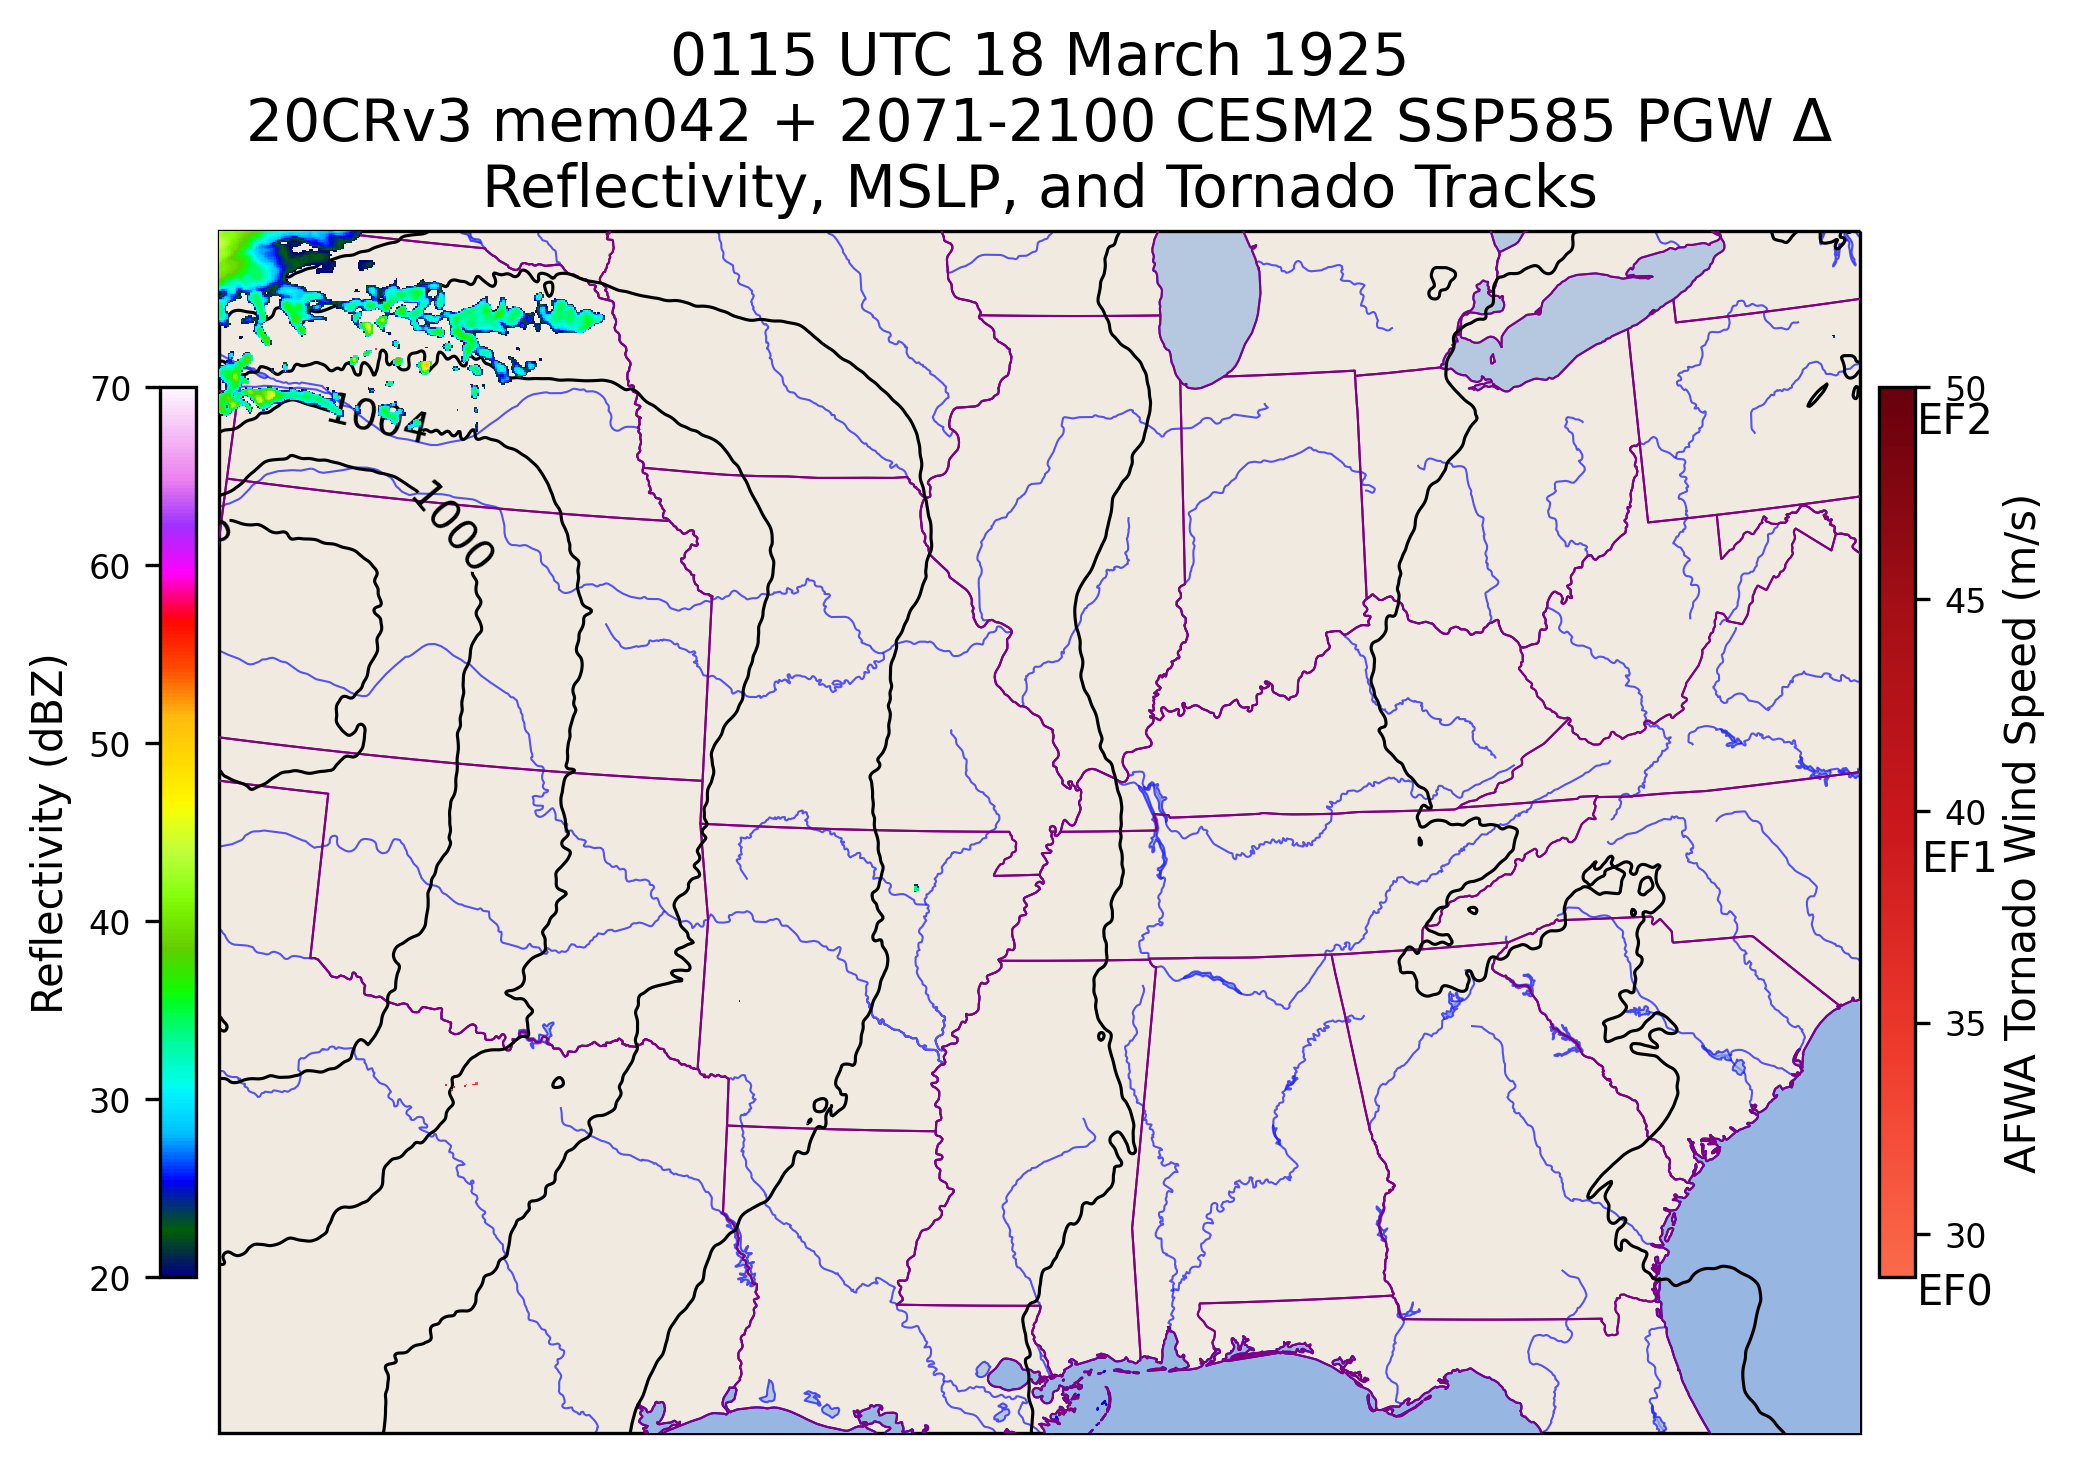 0115 UTC 18 March 1925
20CRv3 mem042 + 2071-2100 CESM2 SSP585 PGW Δ
Reflectivity, MSLP, and Tornado Tracks
Reflectivity (dBZ)
70
60
50
40
30
20
1004
1000
50
EF2
45
40
EF1
35
30
EF0
AFWA Tornado Wind Speed (m/s)